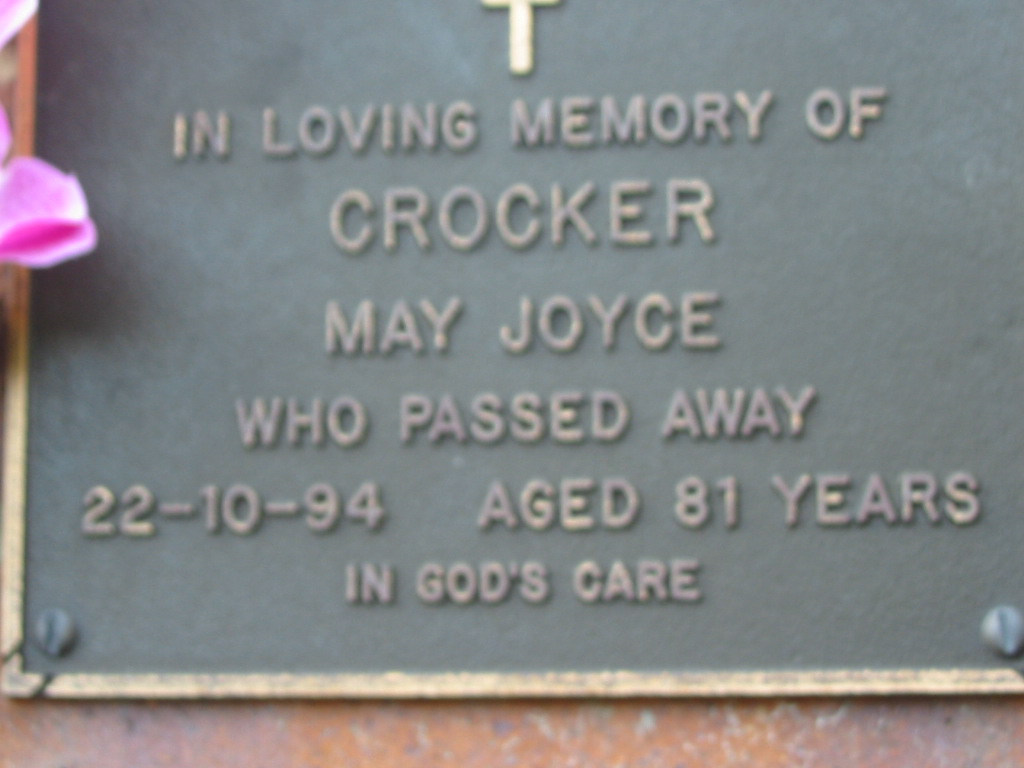 IN LOVING MEMORY OF
CROCKER
MAY JOYCE
WHO PASSED AWAY
22-10-94 AGED 81 YEARS
IN GOD'S CARE